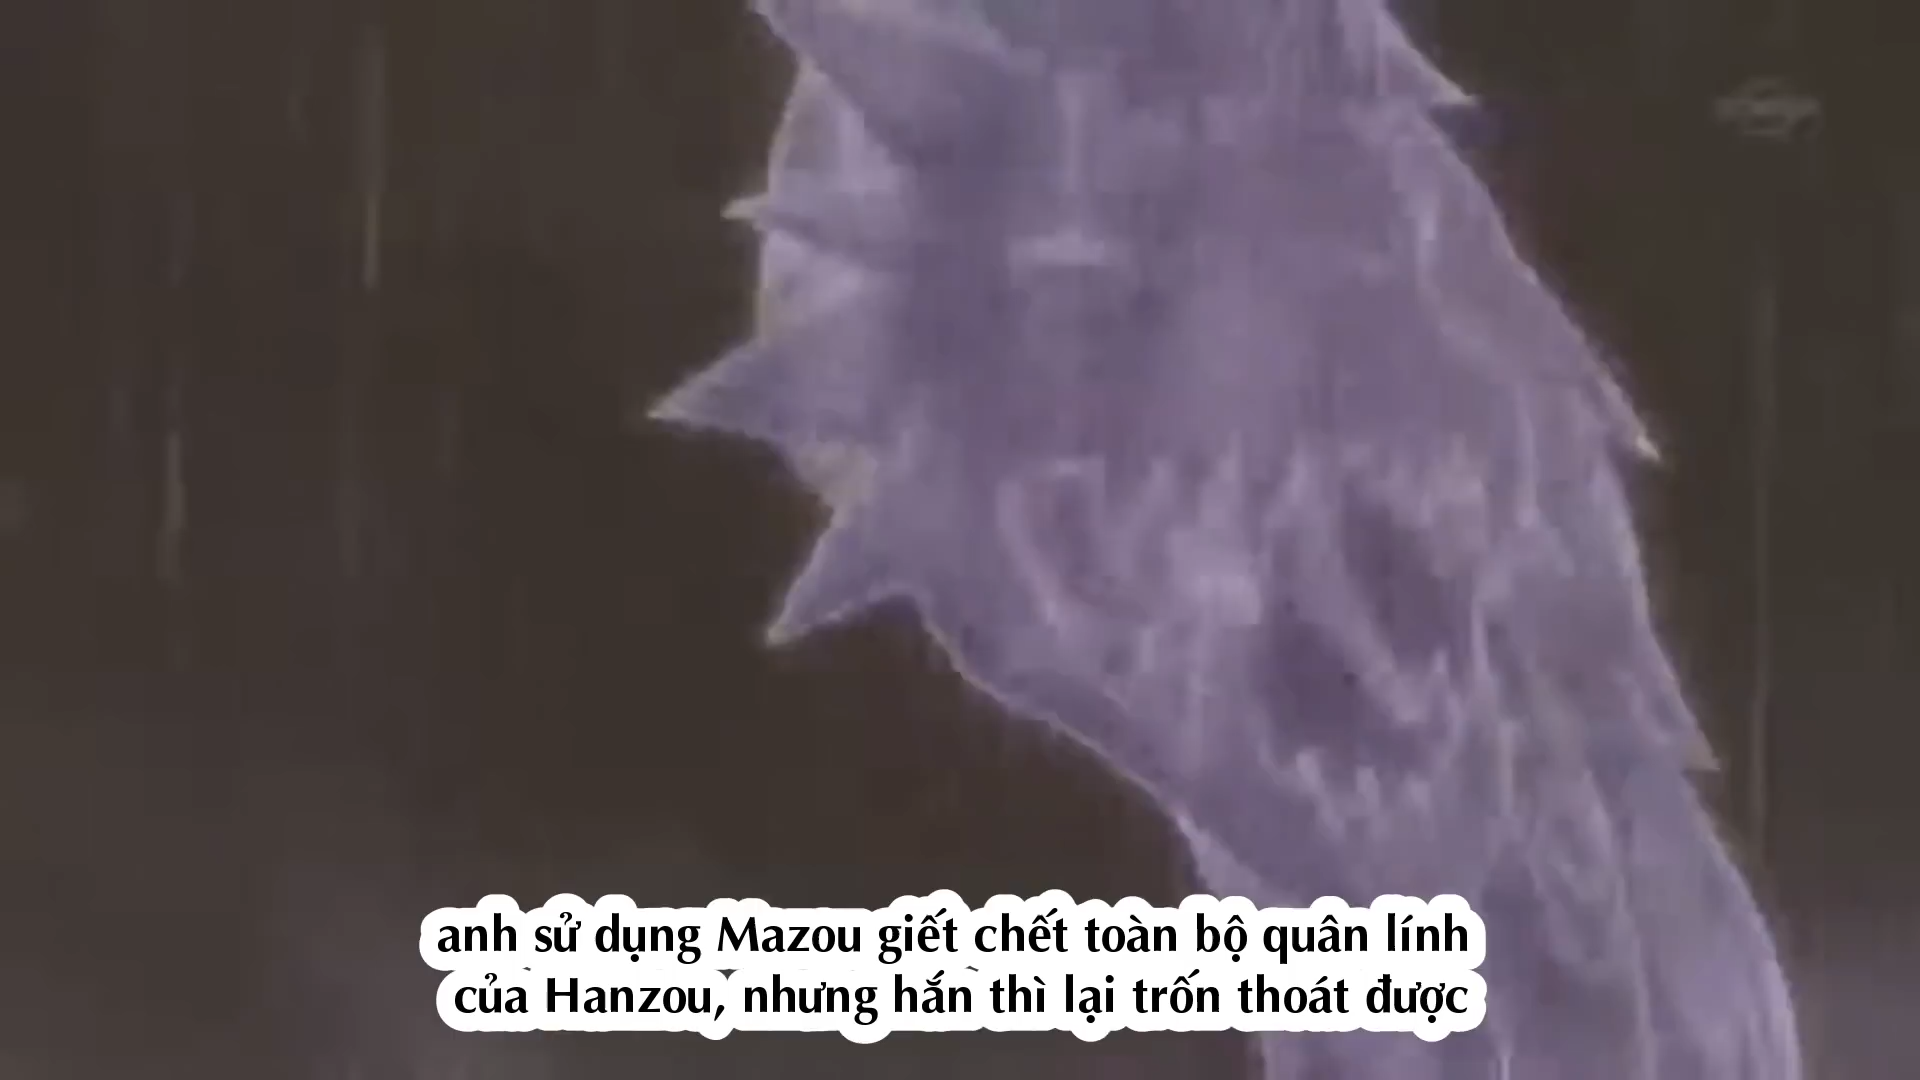 anh sử dụng Mazou giết chết toàn bộ quân lính
của Hanzou, nhưng hắn thì lại trốn thoát được